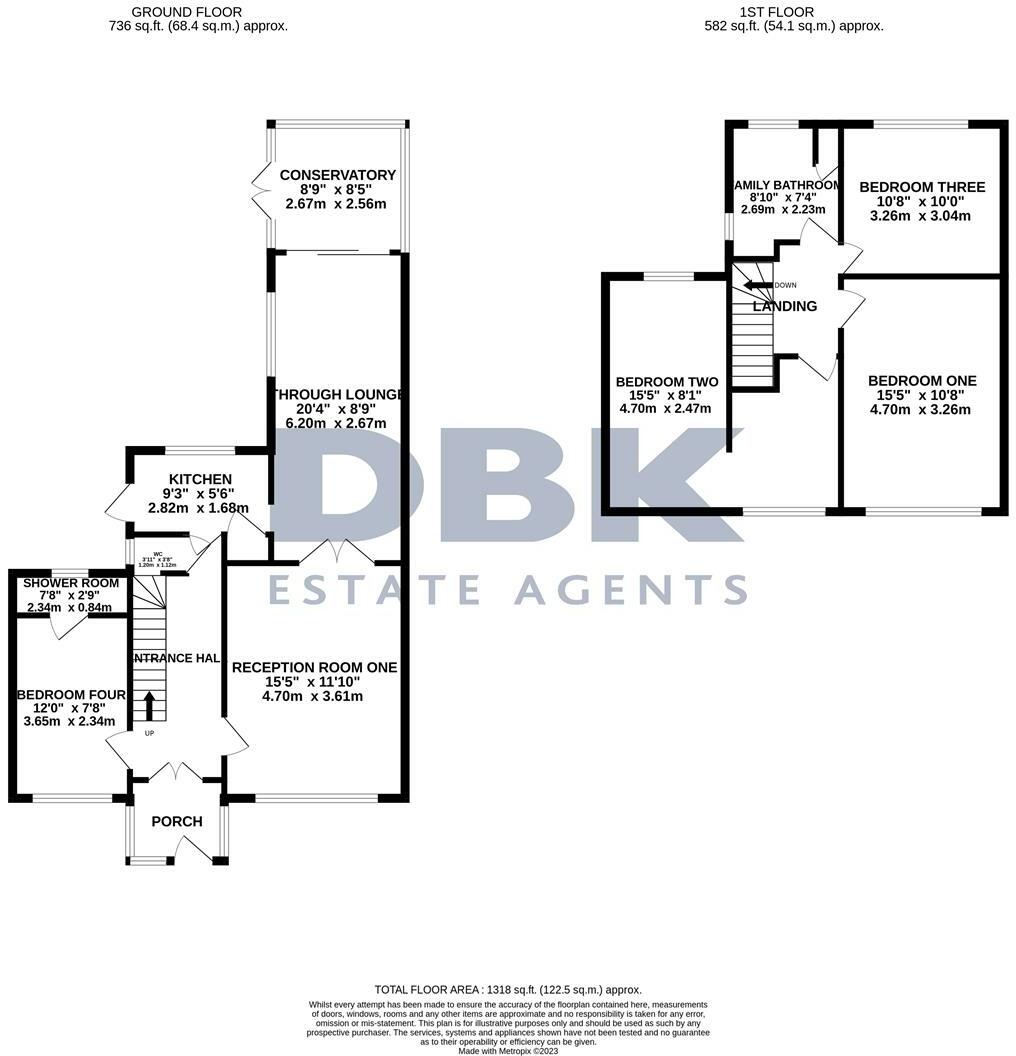 GROUND FLOOR
736 sq.ft. (68.4 sq.m.) approx.
1ST FLOOR
582 sq.ft. (54.1 sq.m.) approx.
CONSERVATORY
8'9" x 8'5"
2.67m x 2.56m
THROUGH LOUNGE
20'4" x 8'9"
6.20m x 2.67m
KITCHEN
9'3" x 5'6"
2.82m x 1.68m
WC
3'11" x 3'8"
1.20m x 1.12m
SHOWER ROOM
7'8" x 2'9"
2.34m x 0.84m
ENTRANCE HALL
RECEPTION ROOM ONE
15'5" x 11'10"
4.70m x 3.61m
BEDROOM FOUR
12'0" x 7'8"
3.65m x 2.34m
UP
PORCH
FAMILY BATHROOM
8'10" x 7'4"
2.69m x 2.23m
BEDROOM THREE
10'8" x 10'0"
3.26m x 3.04m
DOWN
LANDING
BEDROOM TWO
15'5" x 8'1"
4.70m x 2.47m
BEDROOM ONE
15'5" x 10'8"
4.70m x 3.26m
DBK
ESTATE AGENTS
TOTAL FLOOR AREA : 1318 sq.ft. (122.5 sq.m.) approx.
Whilst every attempt has been made to ensure the accuracy of the floorplan contained here, measurements
of doors, windows, rooms and any other items are approximate and no responsibility is taken for any error,
omission or mis-statement. This plan is for illustrative purposes only and should be used as such by any
prospective purchaser. The services, systems and appliances shown have not been tested and no guarantee
as to their operability or efficiency can be given.
Made with Metropix ©2023